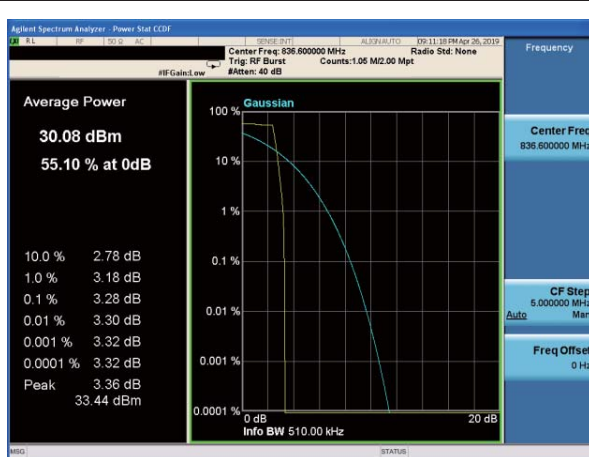 Agilent Spectrum Analyzer - Power Stat CCDF
RL RF 50 Ω AC SENSE:INT ALIGNAUTO 09:11:18 PM Apr 26, 2019
Center Freq: 836.600000 MHz Radio Std: None
Trig: RF Burst Counts:1.05 M/2.00 Mpt
#IFGain:Low #Atten: 40 dB
Frequency
Average Power
30.08 dBm
55.10 % at 0dB
10.0 % 2.78 dB
1.0 % 3.18 dB
0.1 % 3.28 dB
0.01 % 3.30 dB
0.001 % 3.32 dB
0.0001 % 3.32 dB
Peak 3.36 dB
33.44 dBm
Gaussian
100 %
10 %
1 %
0.1 %
0.01 %
0.001 %
0.0001 %
0 dB 20 dB
Info BW 510.00 kHz
Center Freq
836.600000 MHz
CF Step
5.000000 MHz
Auto Man
Freq Offset
0 Hz
MSG STATUS